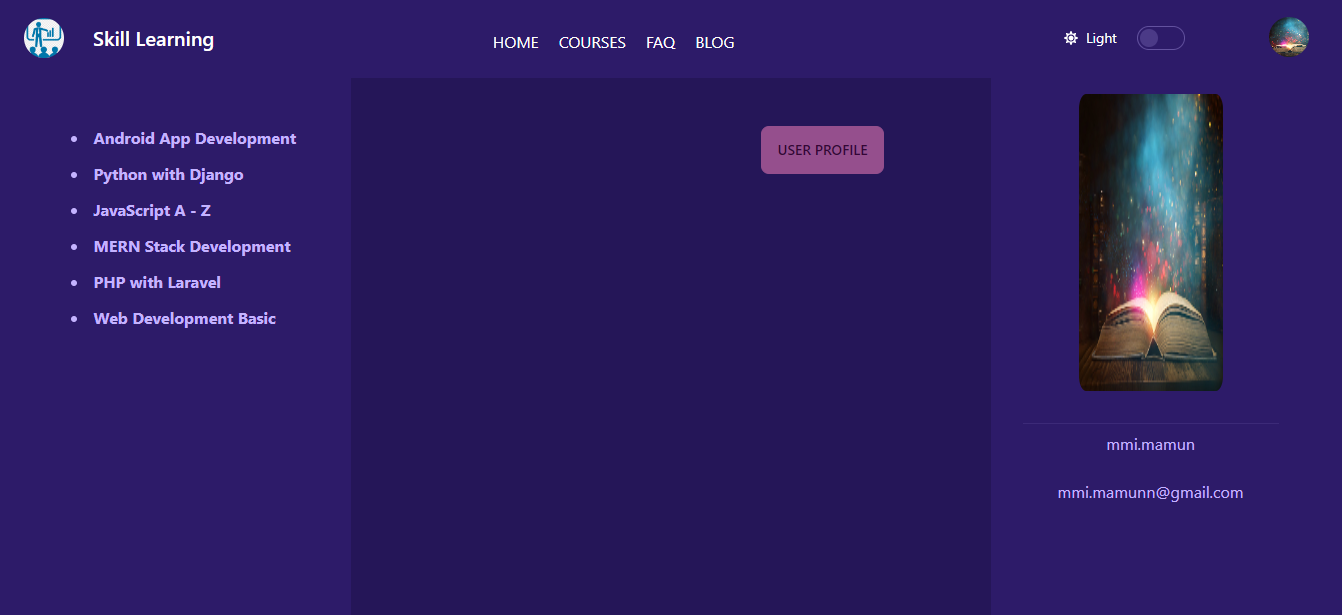 Skill Learning
HOME COURSES FAQ BLOG
Light
Android App Development
Python with Django
JavaScript A - Z
MERN Stack Development
PHP with Laravel
Web Development Basic
USER PROFILE
mmi.mamun
mmi.mamunn@gmail.com